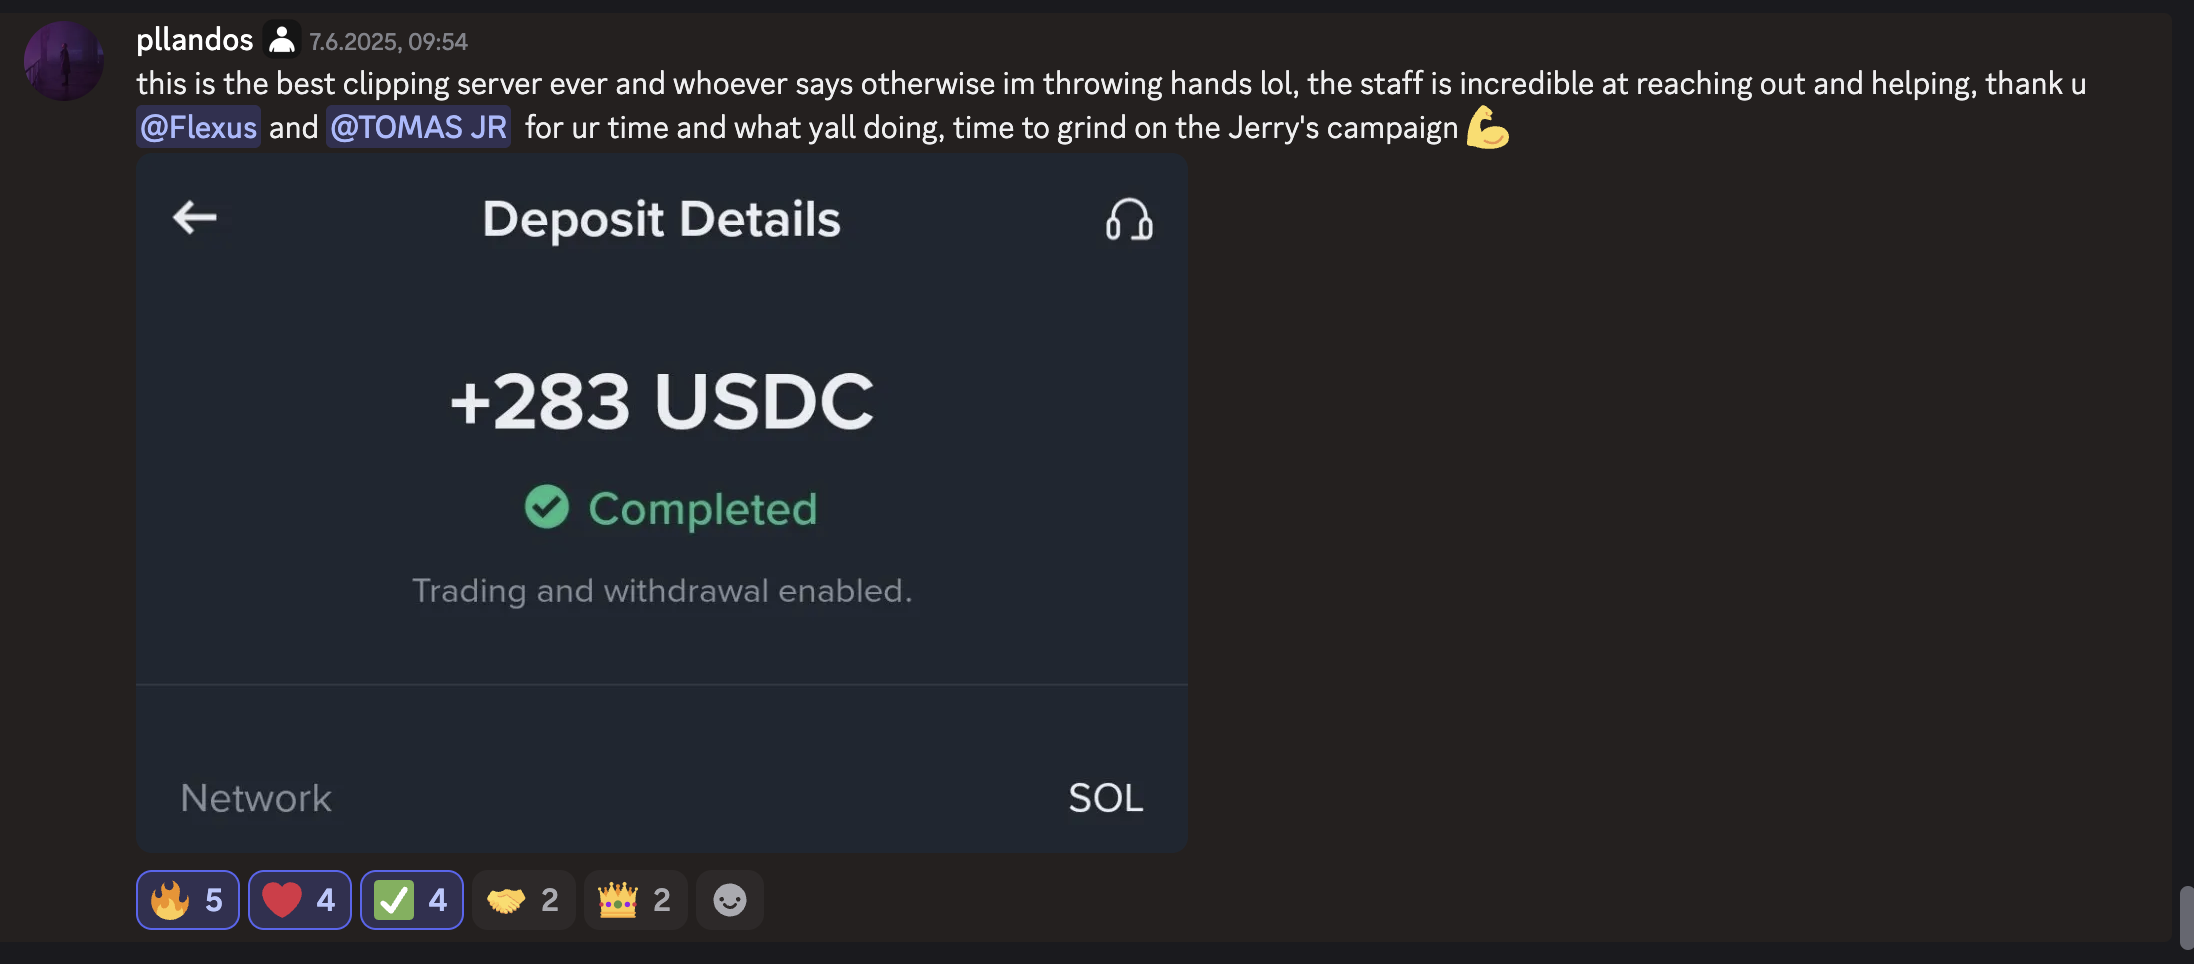 pllandos 7.6.2025, 09:54
this is the best clipping server ever and whoever says otherwise im throwing hands lol, the staff is incredible at reaching out and helping, thank u
@Flexus and @TOMAS JR for ur time and what yall doing, time to grind on the Jerry's campaign 💪
Deposit Details
+283 USDC
Completed
Trading and withdrawal enabled.
Network SOL
🔥 5 ❤️ 4 ✅ 4 🤝 2 👑 2